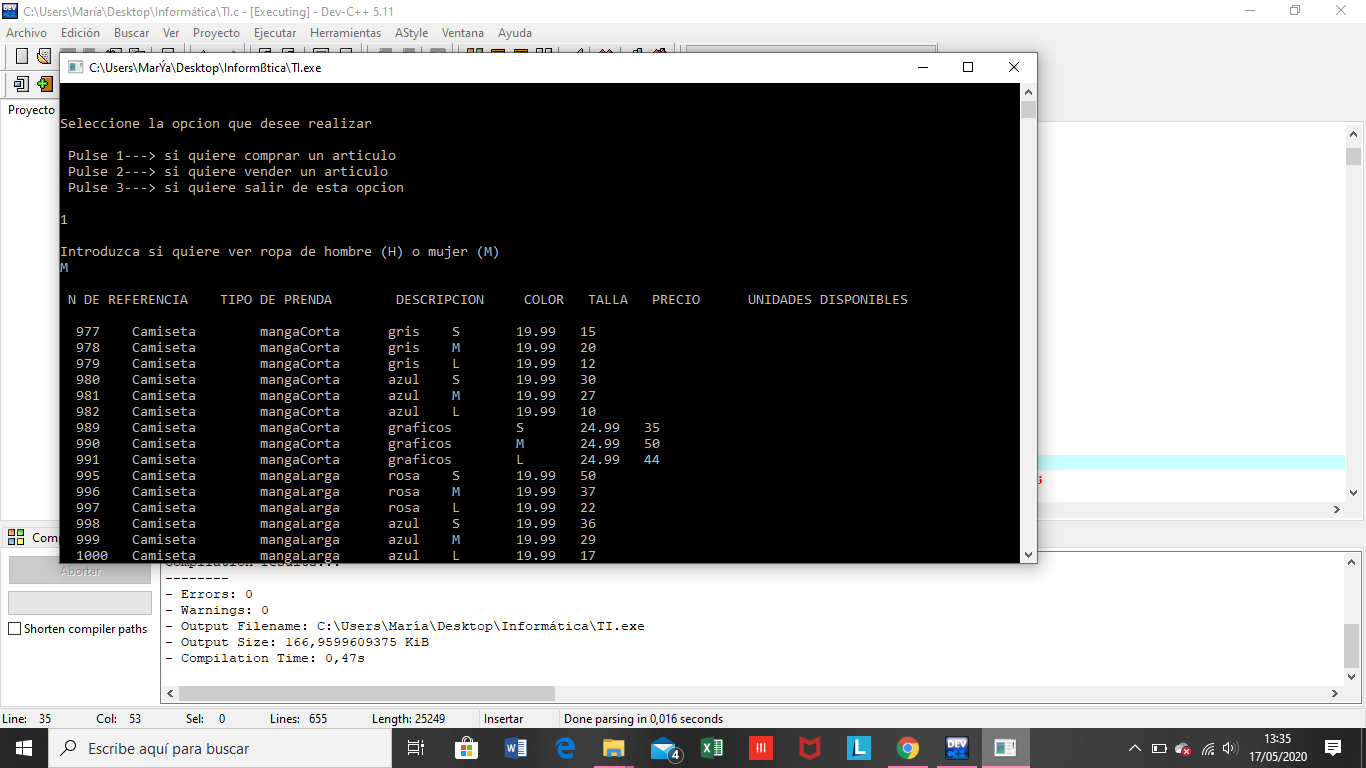 C:\Users\María\Desktop\Informática\TI.c - [Executing] - Dev-C++ 5.11
Archivo Edición Buscar Ver Proyecto Ejecutar Herramientas AStyle Ventana Ayuda
C:\Users\MarÝa\Desktop\Informßtica\TI.exe
Proyecto
Seleccione la opcion que desee realizar
Pulse 1---> si quiere comprar un articulo
Pulse 2---> si quiere vender un articulo
Pulse 3---> si quiere salir de esta opcion
1
Introduzca si quiere ver ropa de hombre (H) o mujer (M)
M
N DE REFERENCIA TIPO DE PRENDA DESCRIPCION COLOR TALLA PRECIO UNIDADES DISPONIBLES
977 Camiseta mangaCorta gris S 19.99 15
978 Camiseta mangaCorta gris M 19.99 20
979 Camiseta mangaCorta gris L 19.99 12
980 Camiseta mangaCorta azul S 19.99 30
981 Camiseta mangaCorta azul M 19.99 27
982 Camiseta mangaCorta azul L 19.99 10
989 Camiseta mangaCorta graficos S 24.99 35
990 Camiseta mangaCorta graficos M 24.99 50
991 Camiseta mangaCorta graficos L 24.99 44
995 Camiseta mangaLarga rosa S 19.99 50
996 Camiseta mangaLarga rosa M 19.99 37
997 Camiseta mangaLarga rosa L 19.99 22
998 Camiseta mangaLarga azul S 19.99 36
999 Camiseta mangaLarga azul M 19.99 29
1000 Camiseta mangaLarga azul L 19.99 17
Comp
Abortar
Shorten compiler paths
Compilation results...
--------
- Errors: 0
- Warnings: 0
- Output Filename: C:\Users\María\Desktop\Informática\TI.exe
- Output Size: 166,9599609375 KiB
- Compilation Time: 0,47s
Line: 35 Col: 53 Sel: 0 Lines: 655 Length: 25249 Insertar Done parsing in 0,016 seconds
Escribe aquí para buscar
4
13:35
17/05/2020